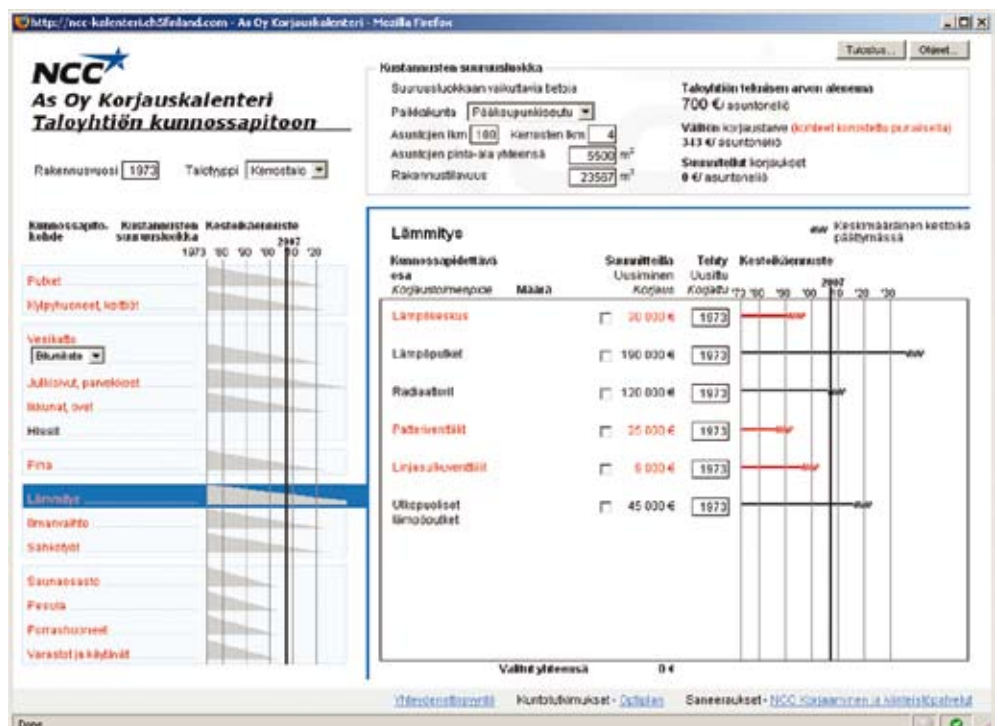 http://ncc-kalenteri.ch5finland.com - As Oy Korjauskalenteri - Mozilla Firefox
NCC
As Oy Korjauskalenteri
Taloyhtiön kunnossapitoon
Rakennusvuosi 1973 Talotyyppi Kerrostalo
Tulostus... Ohjeet...
Kustannusten suuruusluokka
Suuruusluokkaan vaikuttavia tietoja
Paikkakunta Pääkaupunkiseutu
Asuntojen lkm 100 Kerrosten lkm 4
Asuntojen pinta-ala yhteensä 5500 m²
Rakennustilavuus 23567 m³
Taloyhtiön teknisen arvon alenema
700 €/asuntoneliö
Välitön korjaustarve (kohteet korostettu punaisella)
343 €/asuntoneliö
Suunnitellut korjaukset
0 €/asuntoneliö
Kunnossapito- Kustannusten Kestoikäennuste
kohde suuruusluokka
2007
1973 '80 '90 '00 '10 '20
Putket
Kylpyhuoneet, keittiöt
Vesikatto
Bitumikate
Julkisivut, parvekkeet
Ikkunat, ovet
Hissit
Piha
Lämmitys
Ilmanvaihto
Sähkötyöt
Saunaosasto
Pesula
Porrashuoneet
Varastot ja käytävät
Lämmitys
Keskimääräinen kestoikä
päättymässä
Kunnossapidettävä Suunnitteilla Tehty Kestoikäennuste
osa Uusiminen Uusittu
Korjaustoimenpide Määrä Korjaus Korjattu
2007
'73 '80 '90 '00 '10 '20 '30
Lämpökeskus 30 000 € 1973
Lämpöputket 190 000 € 1973
Radiaattorit 120 000 € 1973
Patteriventtiilit 25 000 € 1973
Linjasulkuventtiilit 9 000 € 1973
Ulkopuoliset 45 000 € 1973
lämpöputket
Valitut yhteensä 0 €
Yhteydenottopyyntö Kuntotutkimukset - Optiplan Saneeraukset - NCC Korjaaminen ja kiinteistöpalvelut
Done